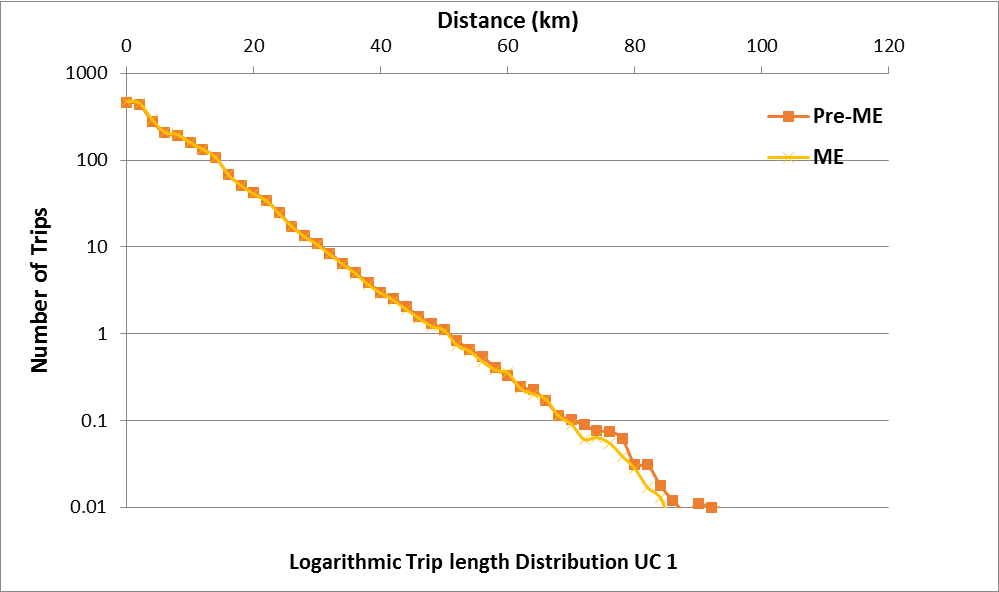 Distance (km)
0 20 40 60 80 100 120
1000
100
10
1
0.1
0.01
Number of Trips
Pre-ME
ME
Logarithmic Trip length Distribution UC 1